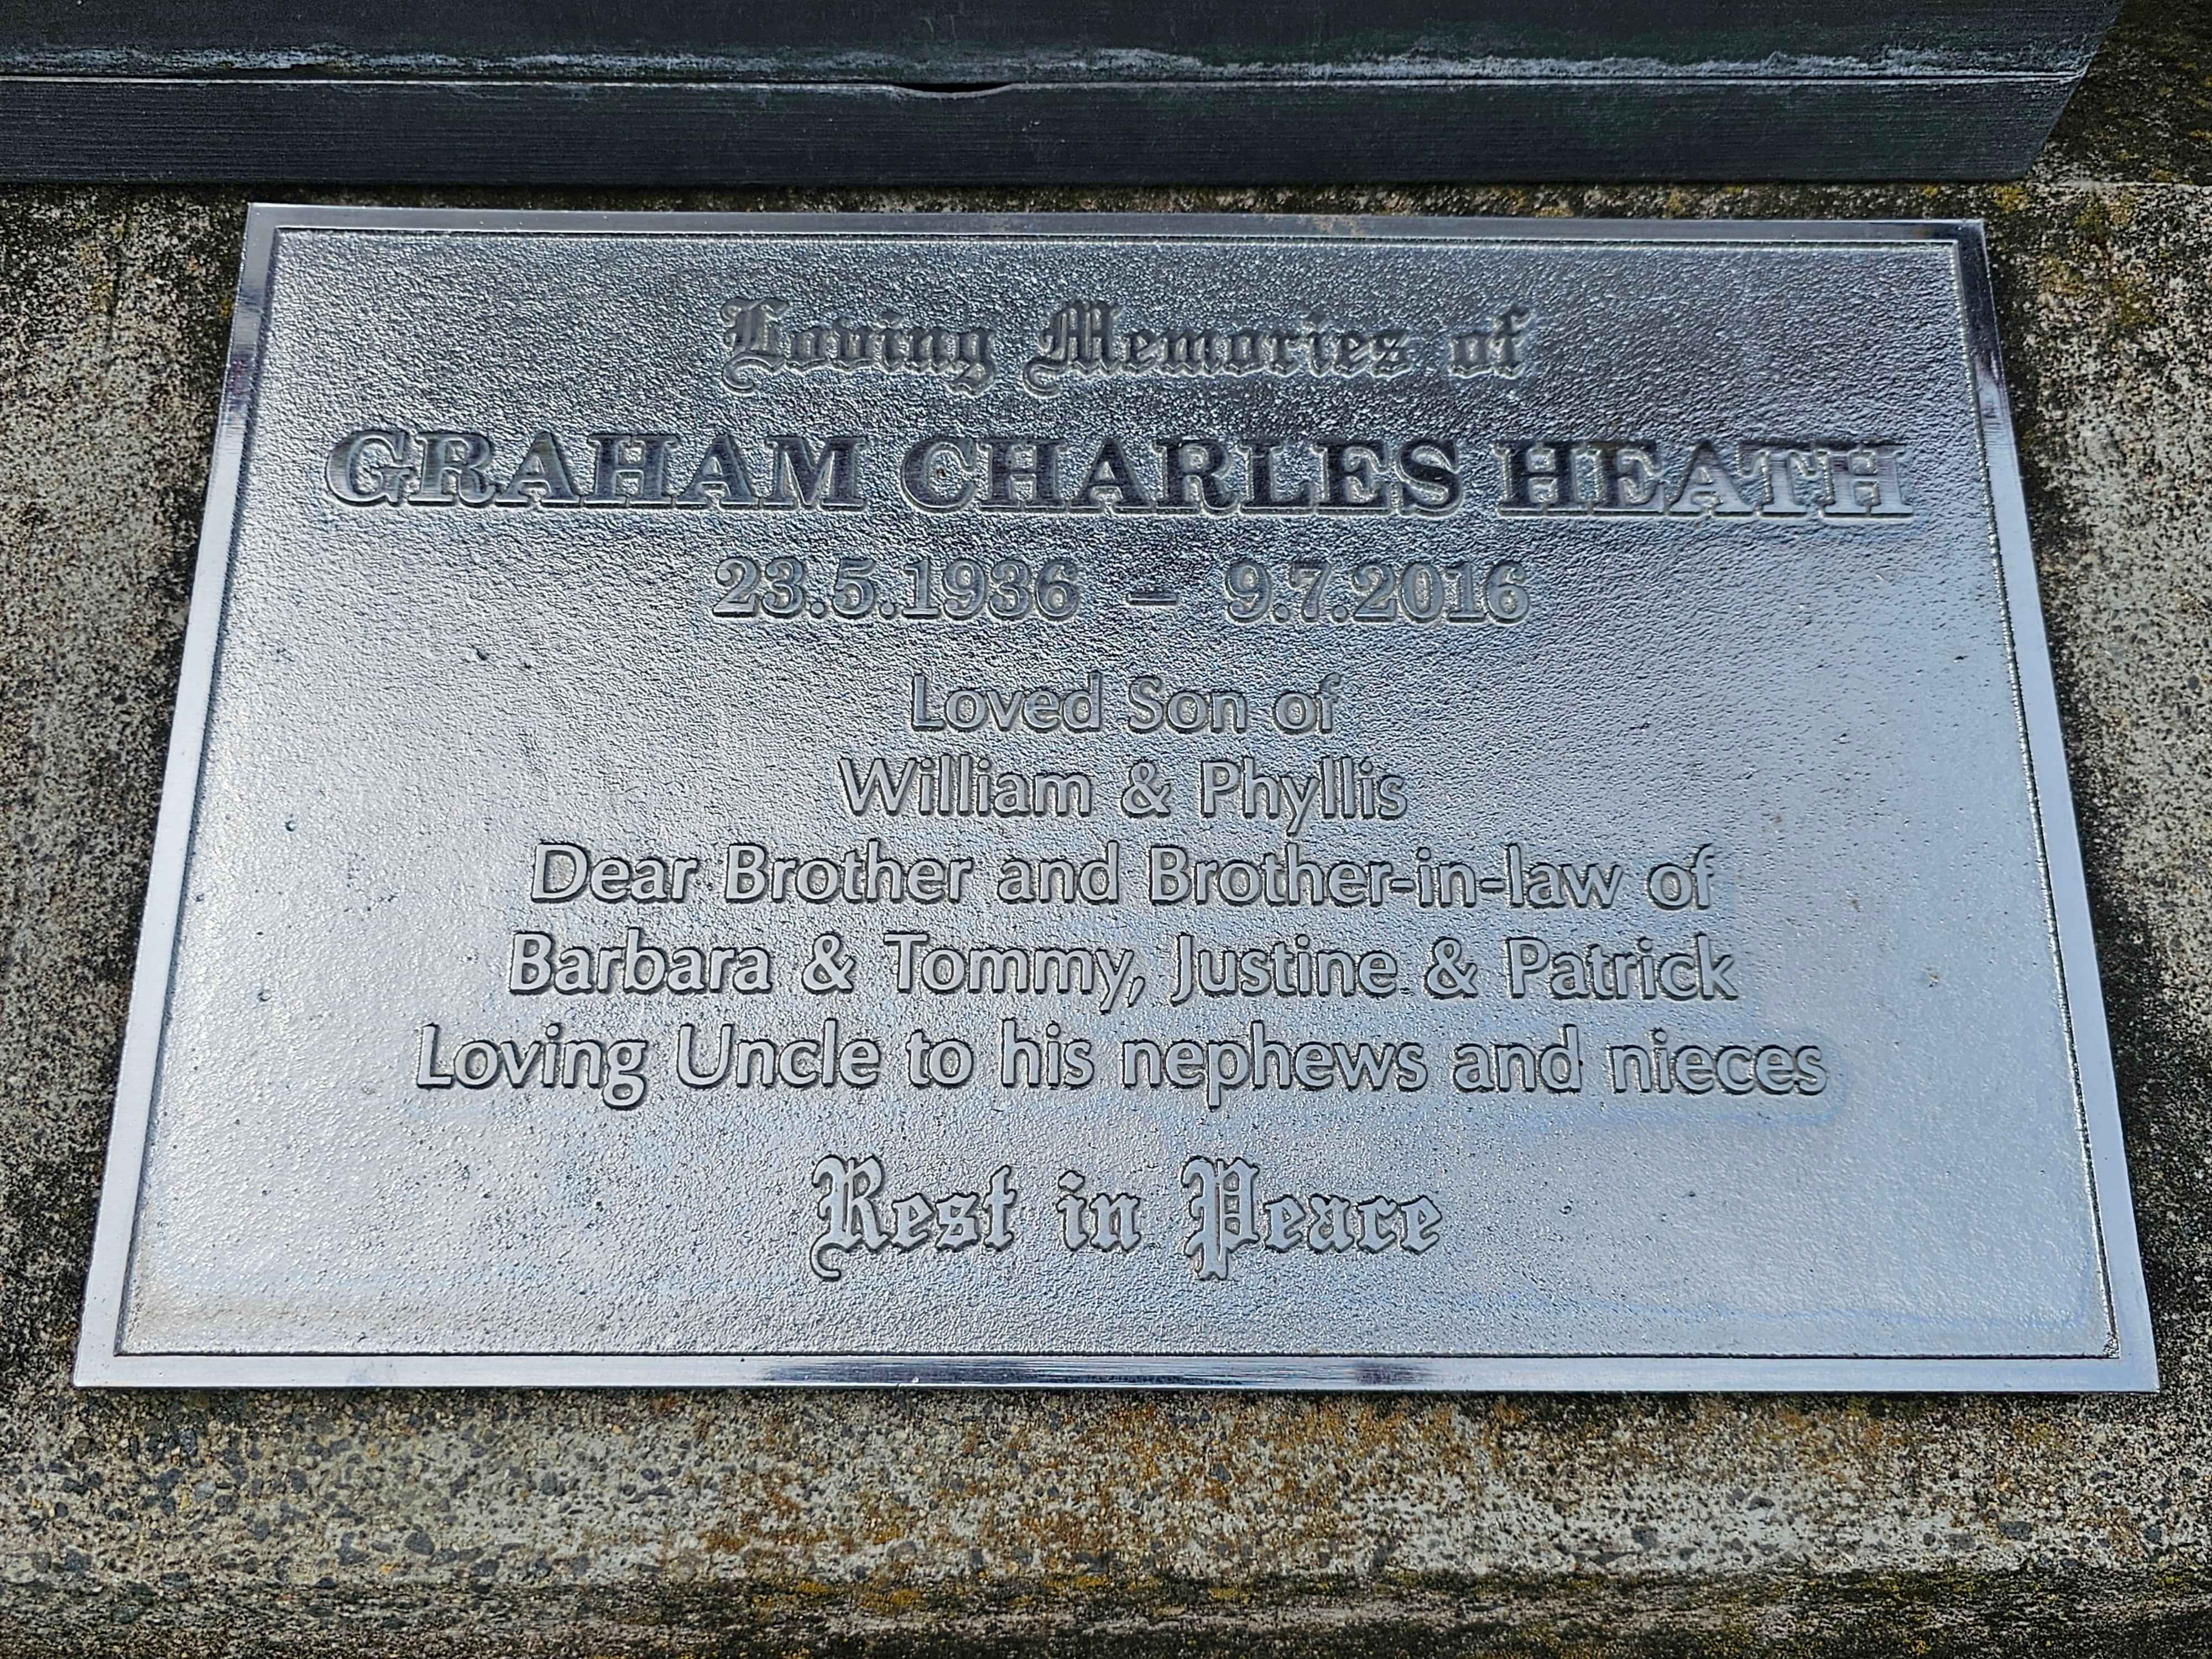 Loving Memories of
GRAHAM CHARLES HEATH
23.5.1936 – 9.7.2016
Loved Son of
William & Phyllis
Dear Brother and Brother-in-law of
Barbara & Tommy, Justine & Patrick
Loving Uncle to his nephews and nieces
Rest in Peace